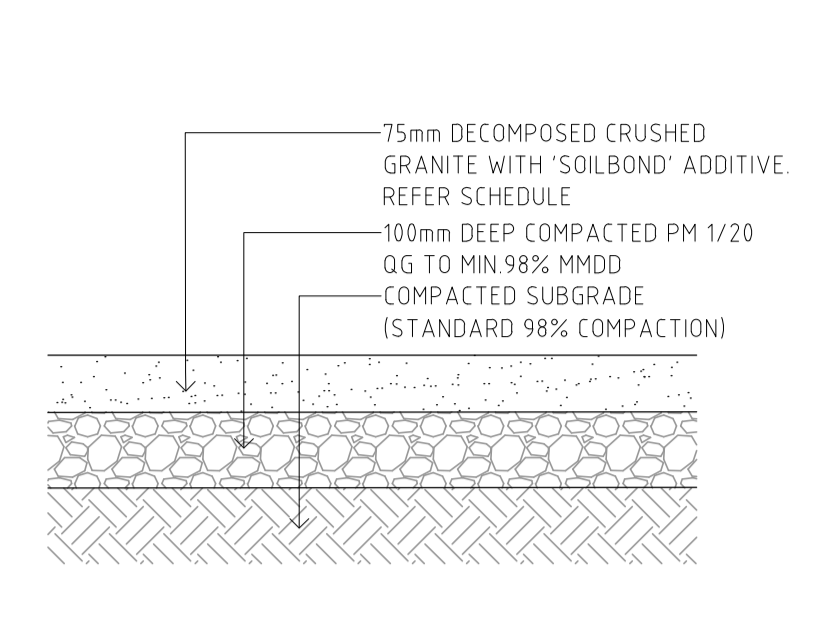 75mm DECOMPOSED CRUSHED
GRANITE WITH 'SOILBOND' ADDITIVE.
REFER SCHEDULE
100mm DEEP COMPACTED PM 1/20
QG TO MIN.98% MMDD
COMPACTED SUBGRADE
(STANDARD 98% COMPACTION)